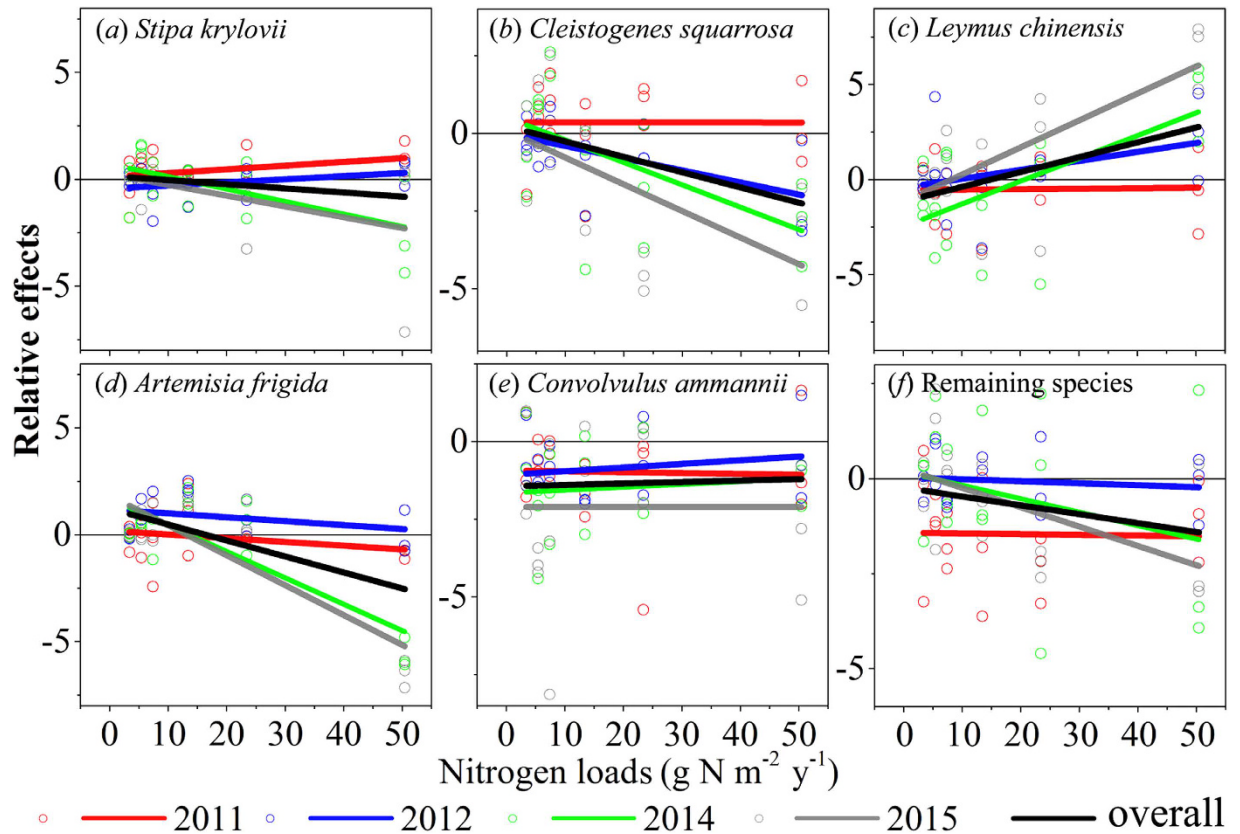 (a) Stipa krylovii
(b) Cleistogenes squarrosa
(c) Leymus chinensis
5
0
-5
0
-5
5
0
-5
(d) Artemisia frigida
(e) Convolvulus ammannii
(f) Remaining species
5
0
-5
0
-5
0
-5
0 10 20 30 40 50
0 10 20 30 40 50
0 10 20 30 40 50
Relative effects
Nitrogen loads (g N m-2 y-1)
2011 2012 2014 2015 overall